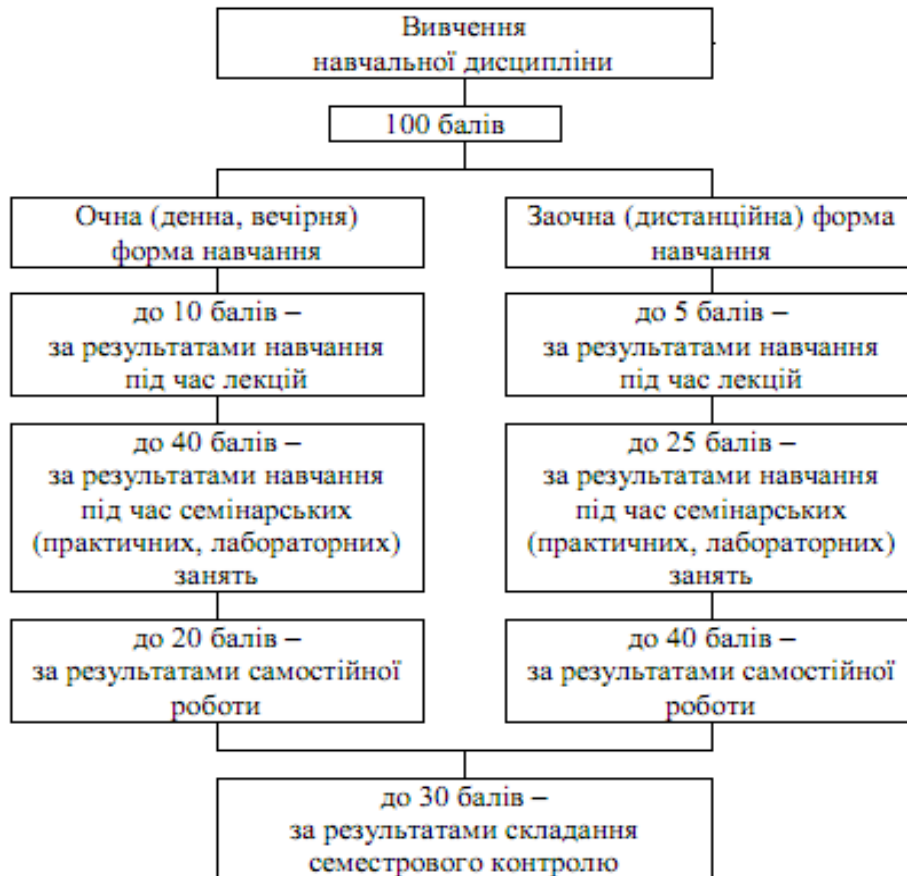 Вивчення
навчальної дисципліни
100 балів
Очна (денна, вечірня)
форма навчання
до 10 балів –
за результатами навчання
під час лекцій
до 40 балів –
за результатами навчання
під час семінарських
(практичних, лабораторних)
занять
до 20 балів –
за результатами самостійної
роботи
Заочна (дистанційна) форма
навчання
до 5 балів –
за результатами навчання
під час лекцій
до 25 балів –
за результатами навчання
під час семінарських
(практичних, лабораторних)
занять
до 40 балів –
за результатами самостійної
роботи
до 30 балів –
за результатами складання
семестрового контролю